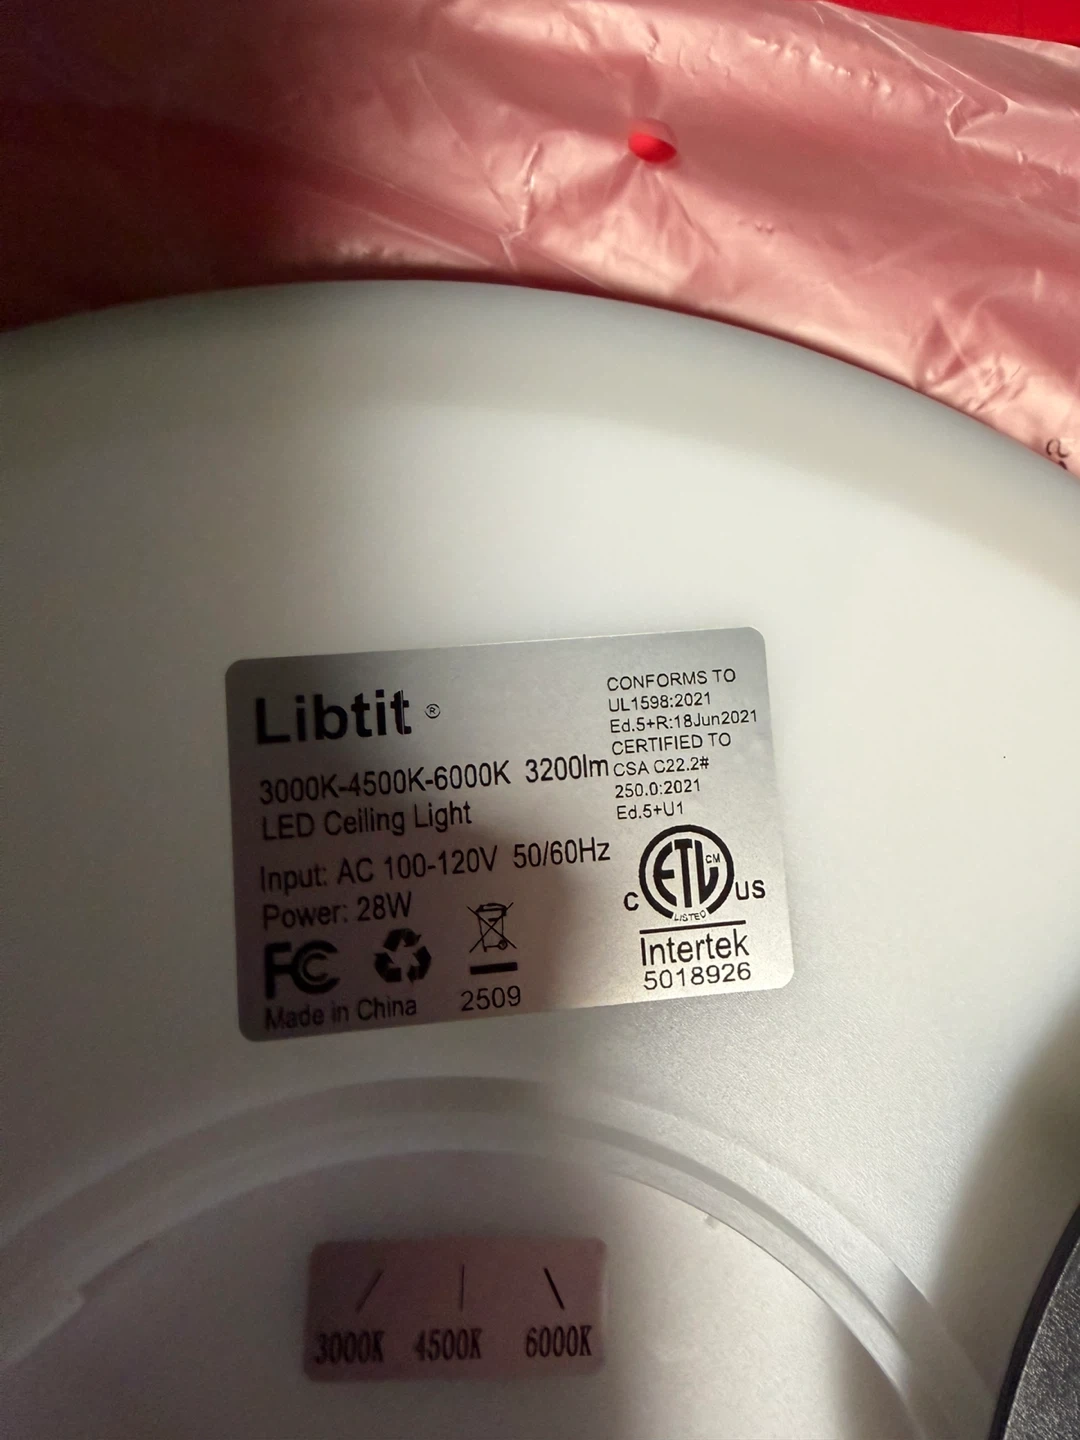 Libtit ®
3000K-4500K-6000K 3200lm
LED Ceiling Light
Input: AC 100-120V 50/60Hz
Power: 28W
FC
Made in China
2509
CONFORMS TO
UL1598:2021
Ed.5+R:18Jun2021
CERTIFIED TO
CSA C22.2#
250.0:2021
Ed.5+U1
C ETL CM US
LISTED
Intertek
5018926
3000K 4500K 6000K